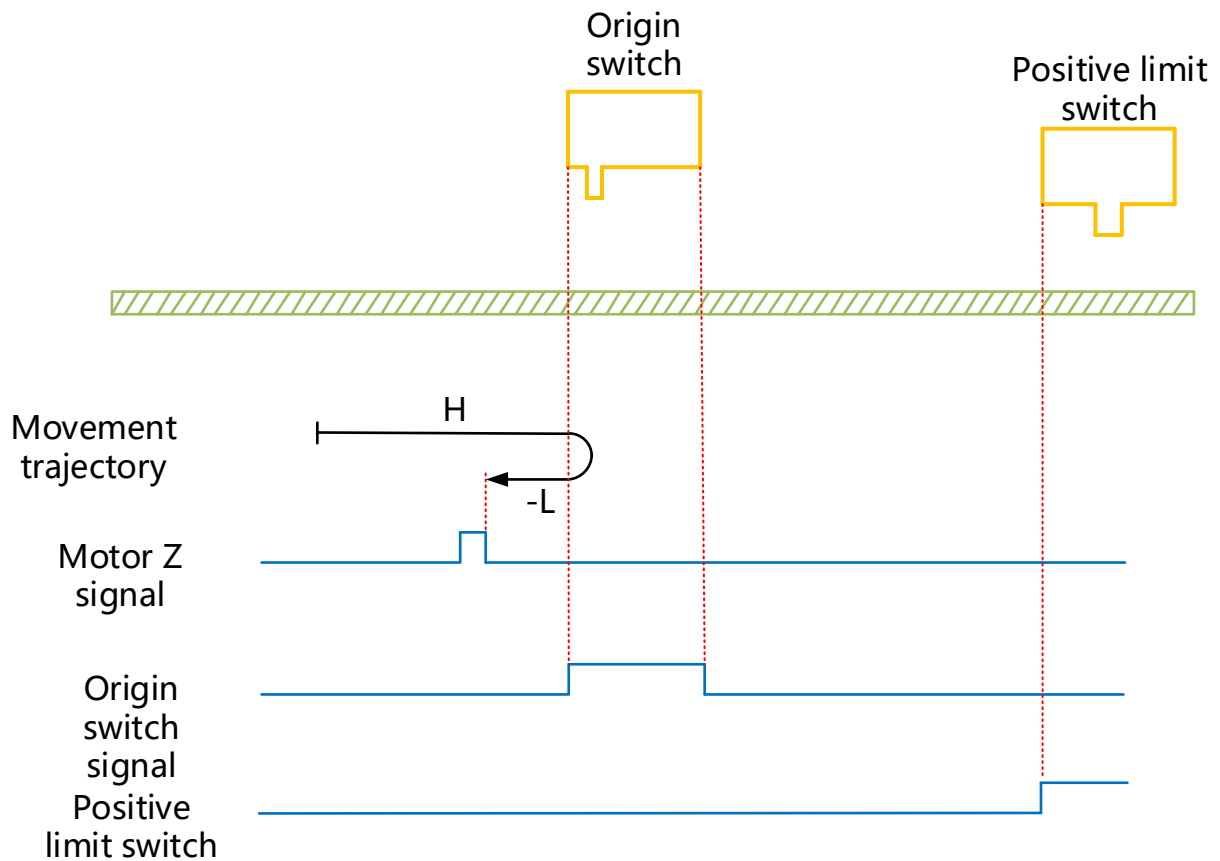 Origin
switch
Positive limit
switch
H
Movement
trajectory
-L
Motor Z
signal
Origin
switch
signal
Positive
limit switch